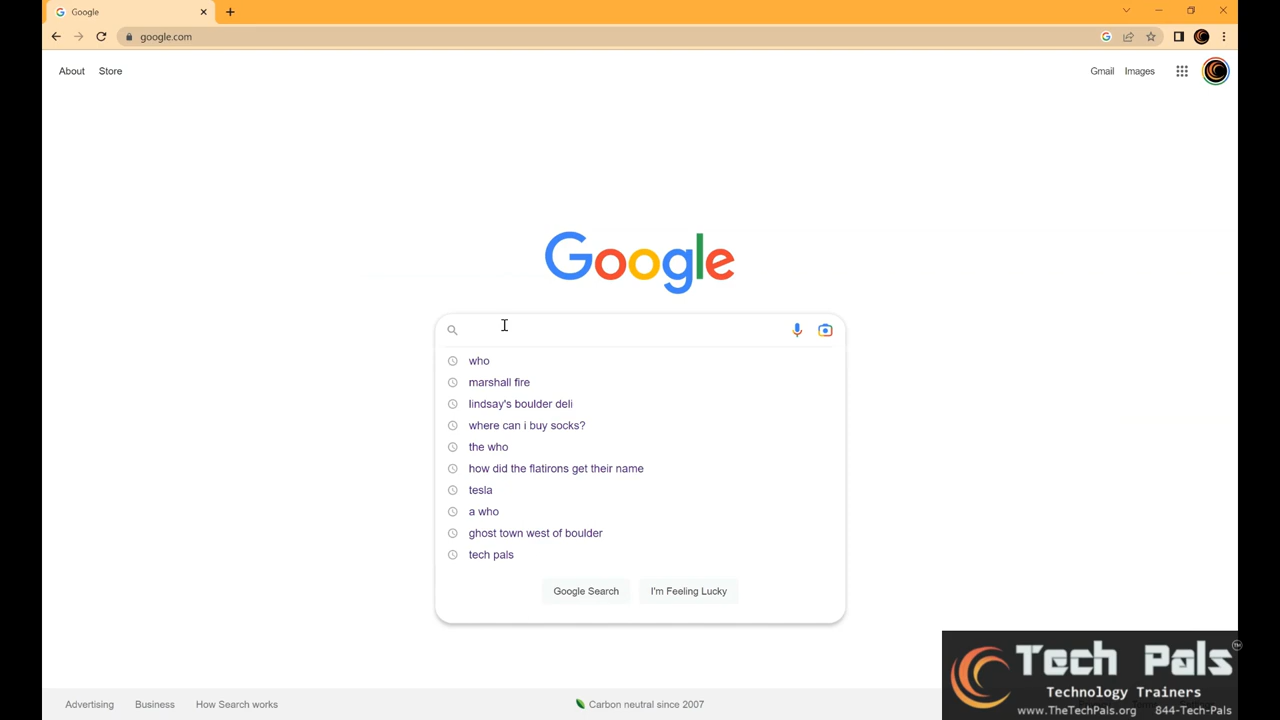 Google
google.com
About Store Gmail Images
Google
who
marshall fire
lindsay's boulder deli
where can i buy socks?
the who
how did the flatirons get their name
tesla
a who
ghost town west of boulder
tech pals
Google Search I'm Feeling Lucky
Advertising Business How Search works Carbon neutral since 2007
Tech Pals™
Technology Trainers
www.TheTechPals.org 844-Tech-Pals